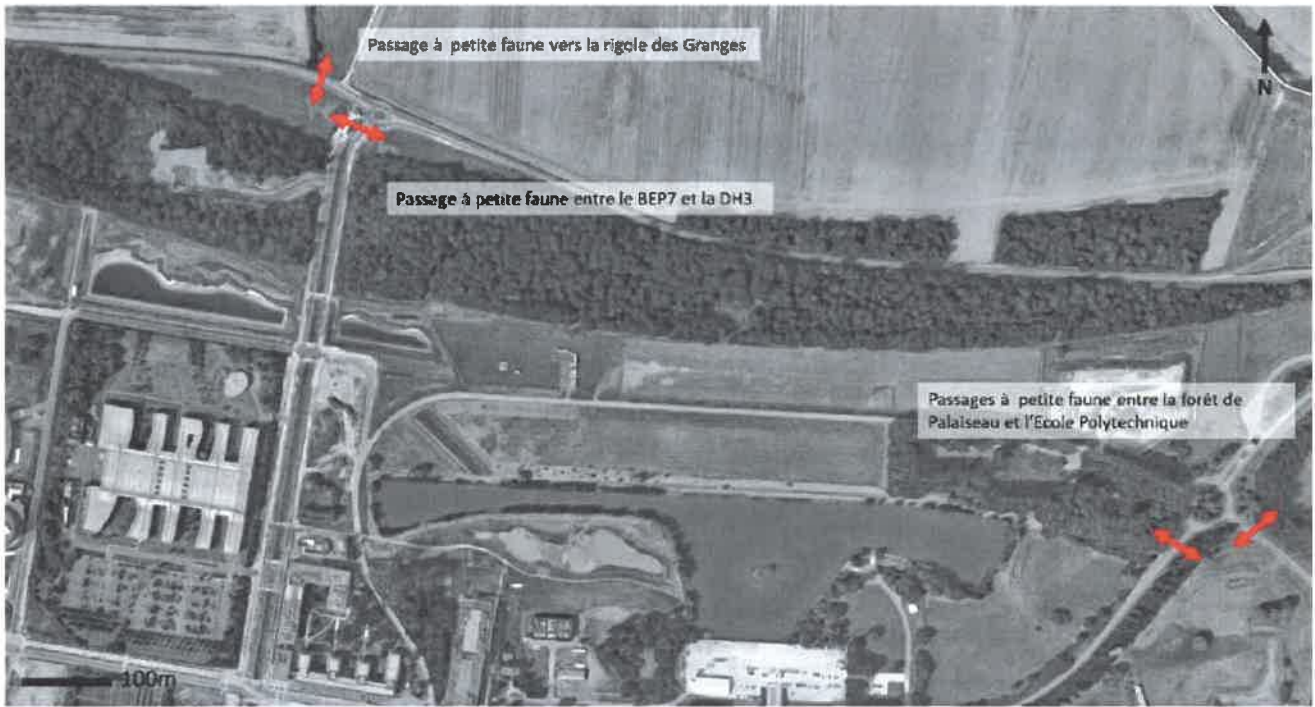 Passage à petite faune vers la rigole des Granges
N
Passage à petite faune entre le BEP7 et la DH3
Passages à petite faune entre la forêt de
Palaiseau et l'Ecole Polytechnique
100m